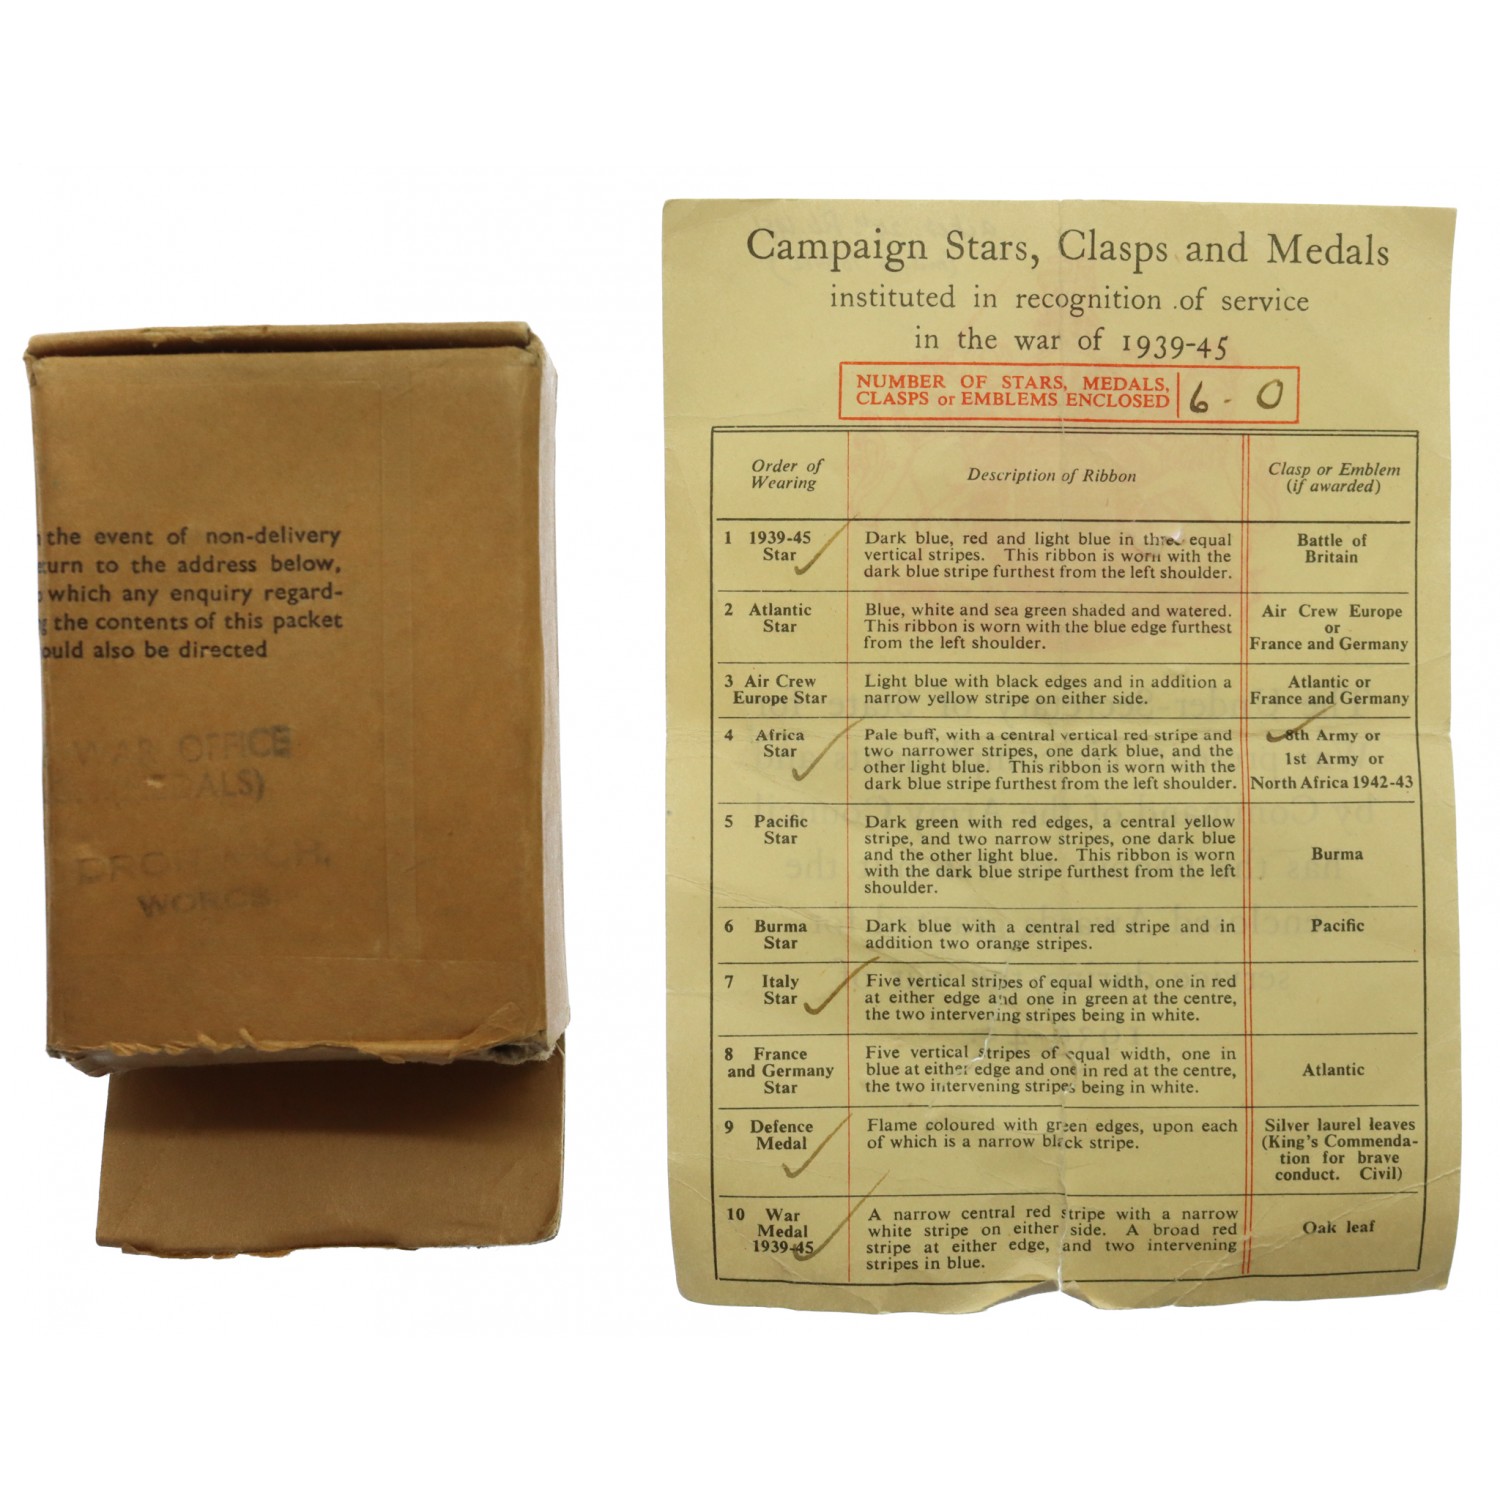 the event of non-delivery
to the address below,
which any enquiry regard-
the contents of this packet
also be directed
WAR OFFICE
WORCS.
Campaign Stars, Clasps and Medals
instituted in recognition of service
in the war of 1939-45
NUMBER OF STARS, MEDALS,
CLASPS or EMBLEMS ENCLOSED 6 - 0
Order of
Wearing
Description of Ribbon
Clasp or Emblem
(if awarded)
1 1939-45
Star
Dark blue, red and light blue in three equal
vertical stripes. This ribbon is worn with the
dark blue stripe furthest from the left shoulder.
Battle of
Britain
2 Atlantic
Star
Blue, white and sea green shaded and watered.
This ribbon is worn with the blue edge furthest
from the left shoulder.
Air Crew Europe
or
France and Germany
3 Air Crew
Europe Star
Light blue with black edges and in addition a
narrow yellow stripe on either side.
Atlantic or
France and Germany
4 Africa
Star
Pale buff, with a central vertical red stripe and
two narrower stripes, one dark blue, and the
other light blue. This ribbon is worn with the
dark blue stripe furthest from the left shoulder.
8th Army or
1st Army or
North Africa 1942-43
5 Pacific
Star
Dark green with red edges, a central yellow
stripe, and two narrow stripes, one dark blue
and the other light blue. This ribbon is worn
with the dark blue stripe furthest from the left
shoulder.
Burma
6 Burma
Star
Dark blue with a central red stripe and in
addition two orange stripes.
Pacific
7 Italy
Star
Five vertical stripes of equal width, one in red
at either edge and one in green at the centre,
the two intervening stripes being in white.
8 France
and Germany
Star
Five vertical stripes of equal width, one in
blue at either edge and one in red at the centre,
the two intervening stripes being in white.
Atlantic
9 Defence
Medal
Flame coloured with green edges, upon each
of which is a narrow black stripe.
Silver laurel leaves
(King's Commenda-
tion for brave
conduct. Civil)
10 War
Medal
1939-45
A narrow central red stripe with a narrow
white stripe on either side. A broad red
stripe at either edge, and two intervening
stripes in blue.
Oak leaf